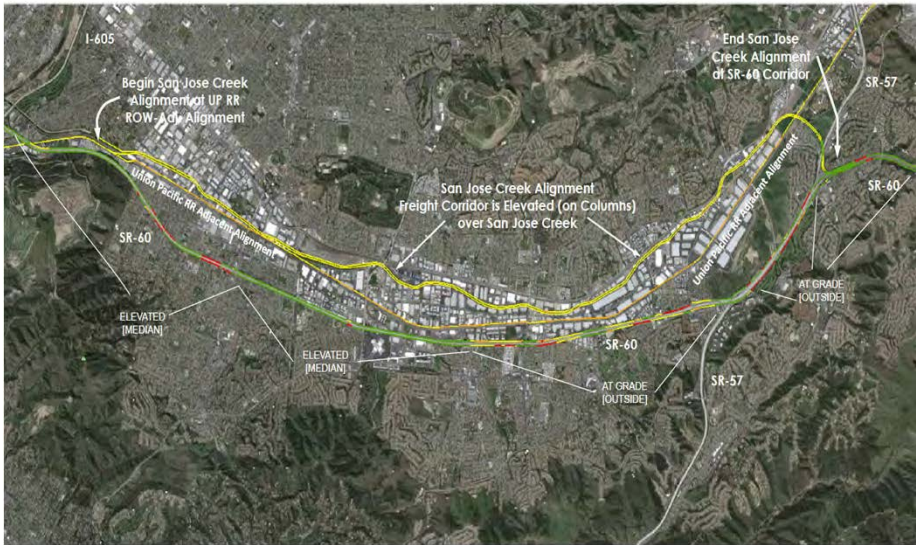 I-605
Begin San Jose Creek
Alignment at UP RR
ROW-Adj. Alignment
End San Jose
Creek Alignment
at SR-60 Corridor
SR-57
San Jose Creek Alignment
Freight Corridor is Elevated (on Columns)
over San Jose Creek
Union Pacific RR Adjacent Alignment
Union Pacific RR Adjacent Alignment
SR-60
SR-60
AT GRADE
[OUTSIDE]
ELEVATED
[MEDIAN]
ELEVATED
[MEDIAN]
SR-60
AT GRADE
[OUTSIDE]
SR-57